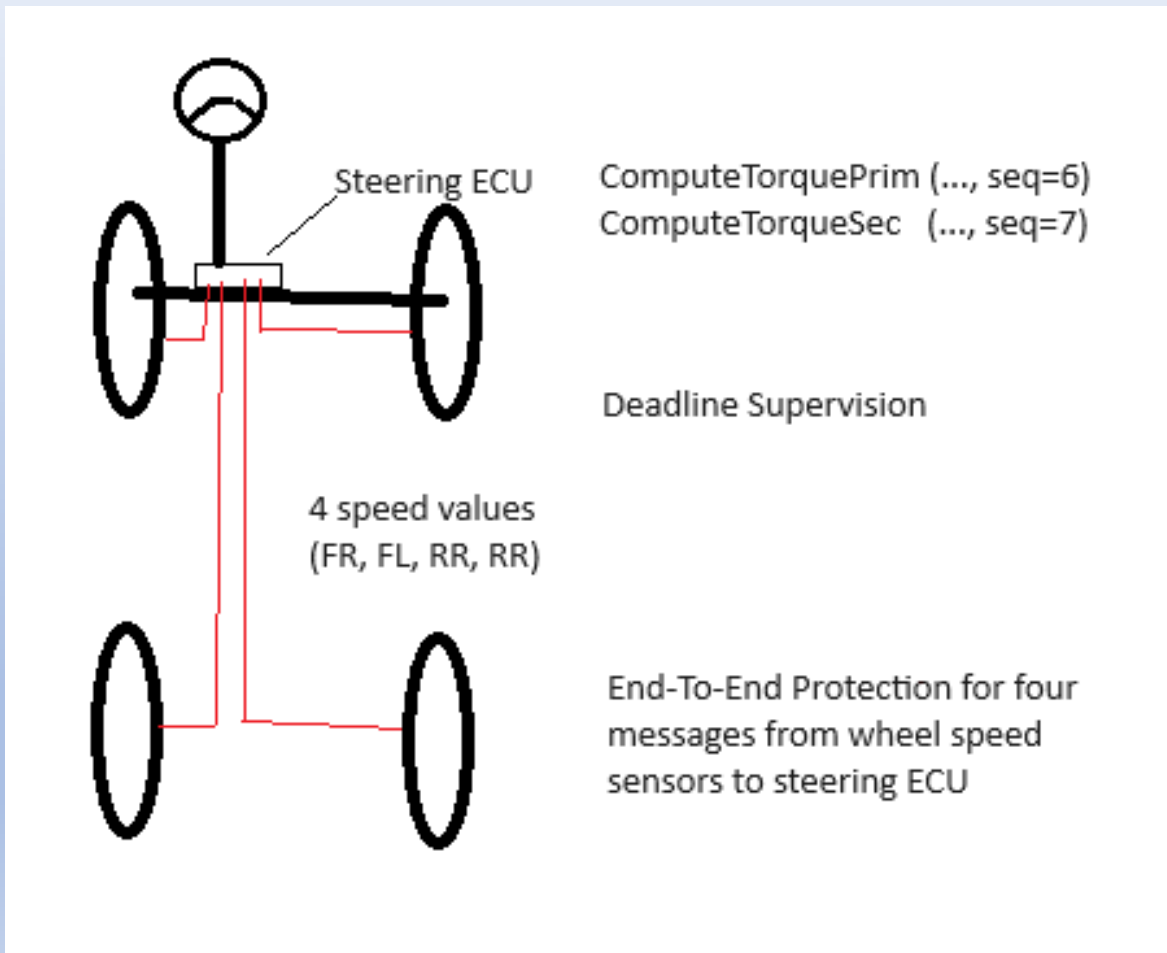 Steering ECU
ComputeTorquePrim (..., seq=6)
ComputeTorqueSec (..., seq=7)
Deadline Supervision
4 speed values
(FR, FL, RR, RR)
End-To-End Protection for four
messages from wheel speed
sensors to steering ECU